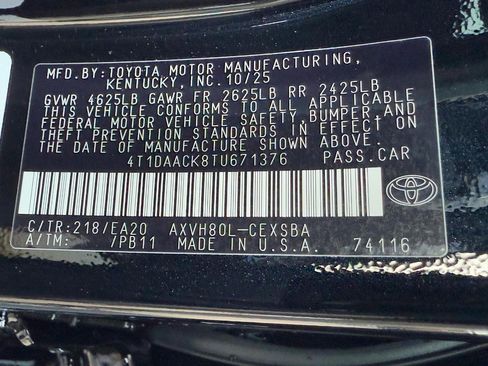 MFD.BY: TOYOTA MOTOR MANUFACTURING,
KENTUCKY, INC. 10/25
GVWR 4625LB GAWR FR 2625LB RR 2425LB
THIS VEHICLE CONFORMS TO ALL APPLICABLE
FEDERAL MOTOR VEHICLE SAFETY, BUMPER, AND
THEFT PREVENTION STANDARDS IN EFFECT ON
THE DATE OF MANUFACTURE SHOWN ABOVE.
4T1DAACK8TU671376 PASS.CAR
C/TR:218/EA20 AXVH80L-CEXSBA
A/TM: /PB11 MADE IN U.S.A. 74116